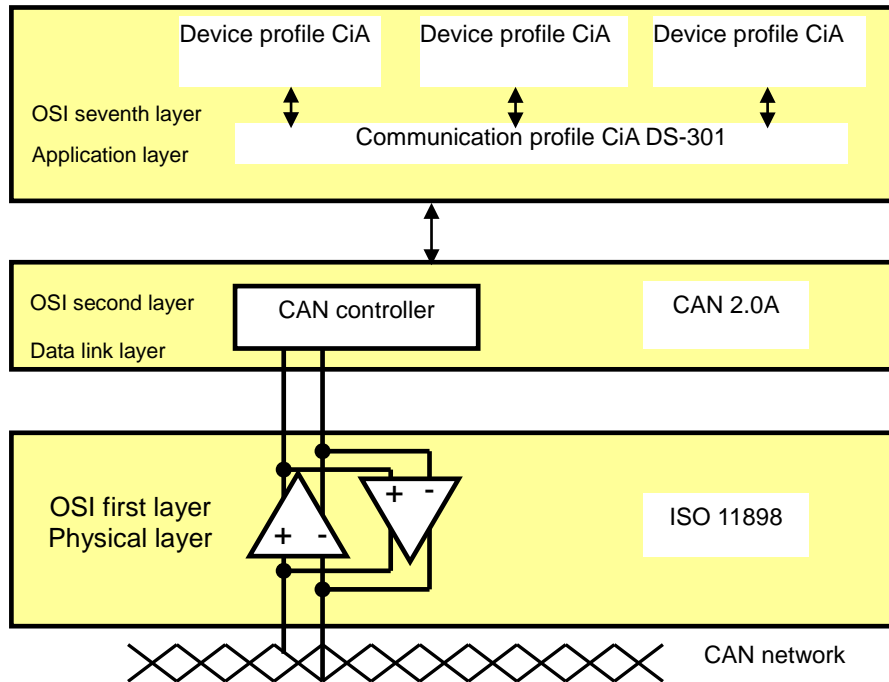 Device profile CiA
Device profile CiA
Device profile CiA
OSI seventh layer
Application layer
Communication profile CiA DS-301
OSI second layer
Data link layer
CAN controller
CAN 2.0A
OSI first layer
Physical layer
+ -
+ -
ISO 11898
CAN network